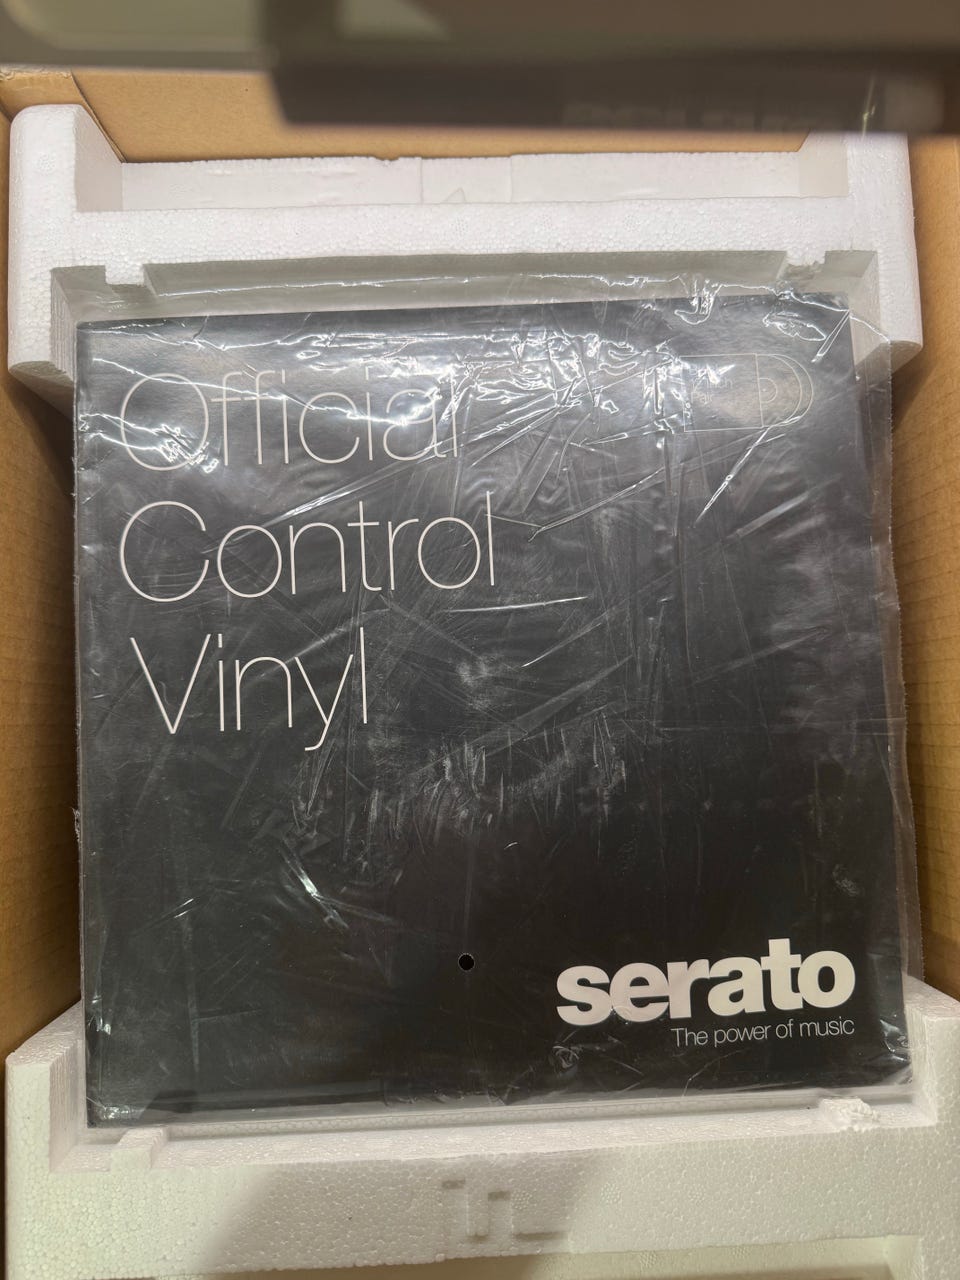 Official
Control
Vinyl
serato
The power of music